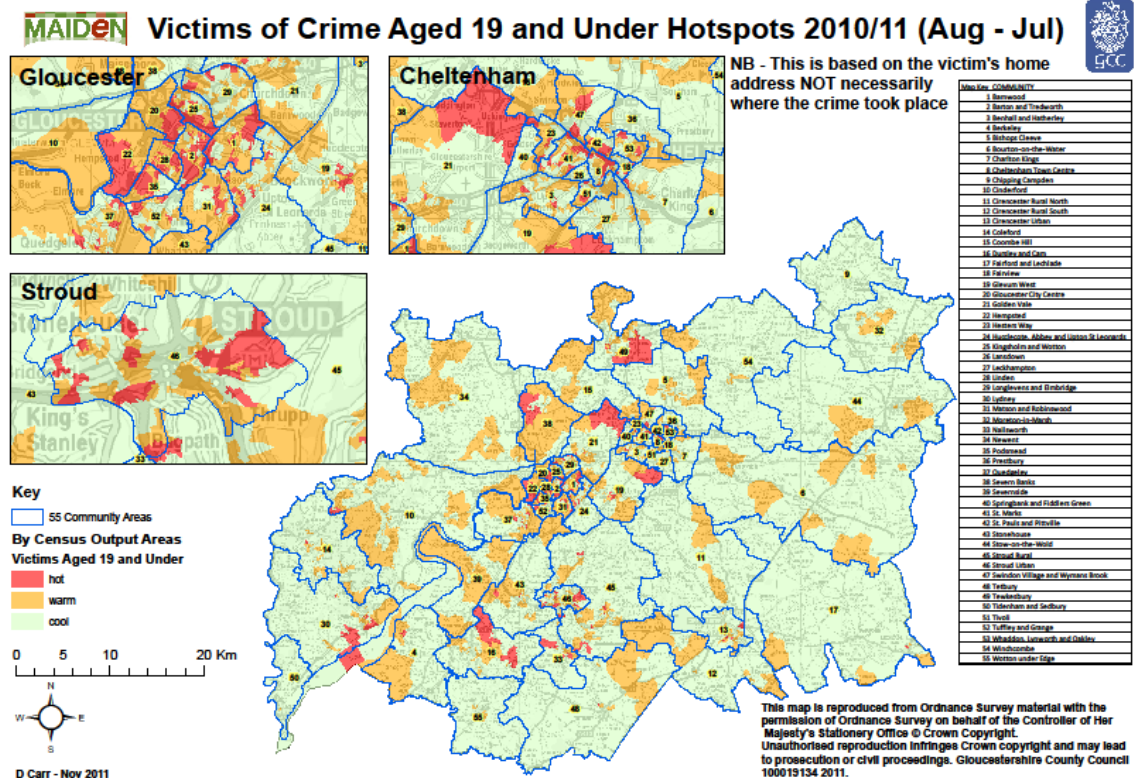 MAIDEN
Victims of Crime Aged 19 and Under Hotspots 2010/11 (Aug - Jul)
GCC
Gloucester
Cheltenham
Stroud
NB - This is based on the victim's home
address NOT necessarily
where the crime took place
Map Key COMMUNITY
1 Barnwood
2 Barton and Tredworth
3 Benhall and Hatherley
4 Berkeley
5 Bishops Cleeve
6 Bourton-on-the-Water
7 Charlton Kings
8 Cheltenham Town Centre
9 Chipping Campden
10 Cinderford
11 Cirencester Rural North
12 Cirencester Rural South
13 Cirencester Urban
14 Coleford
15 Coombe Hill
16 Dursley and Cam
17 Fairford and Lechlade
18 Fairview
19 Glevum West
20 Gloucester City Centre
21 Golden Vale
22 Hempsted
23 Hesters Way
24 Hucclecote, Abbey and Upton St Leonards
25 Kingsholm and Wotton
26 Lansdown
27 Leckhampton
28 Linden
29 Longlevens and Elmbridge
30 Lydney
31 Matson and Robinswood
32 Moreton-in-Marsh
33 Nailsworth
34 Newent
35 Podsmead
36 Prestbury
37 Quedgeley
38 Severn Banks
39 Severnside
40 Springbank and Fiddlers Green
41 St. Marks
42 St. Pauls and Pittville
43 Stonehouse
44 Stow-on-the-Wold
45 Stroud Rural
46 Stroud Urban
47 Swindon Village and Wymans Brook
48 Tetbury
49 Tewkesbury
50 Tidenham and Sedbury
51 Tivoli
52 Tuffley and Grange
53 Whaddon, Lynworth and Oakley
54 Winchcombe
55 Wotton under Edge
King's
Stanley
Key
55 Community Areas
By Census Output Areas
Victims Aged 19 and Under
hot
warm
cool
0 5 10 20 Km
N
W E
S
D Carr - Nov 2011
This map is reproduced from Ordnance Survey material with the
permission of Ordnance Survey on behalf of the Controller of Her
Majesty's Stationery Office © Crown Copyright.
Unauthorised reproduction infringes Crown copyright and may lead
to prosecution or civil proceedings. Gloucestershire County Council
100019134 2011.